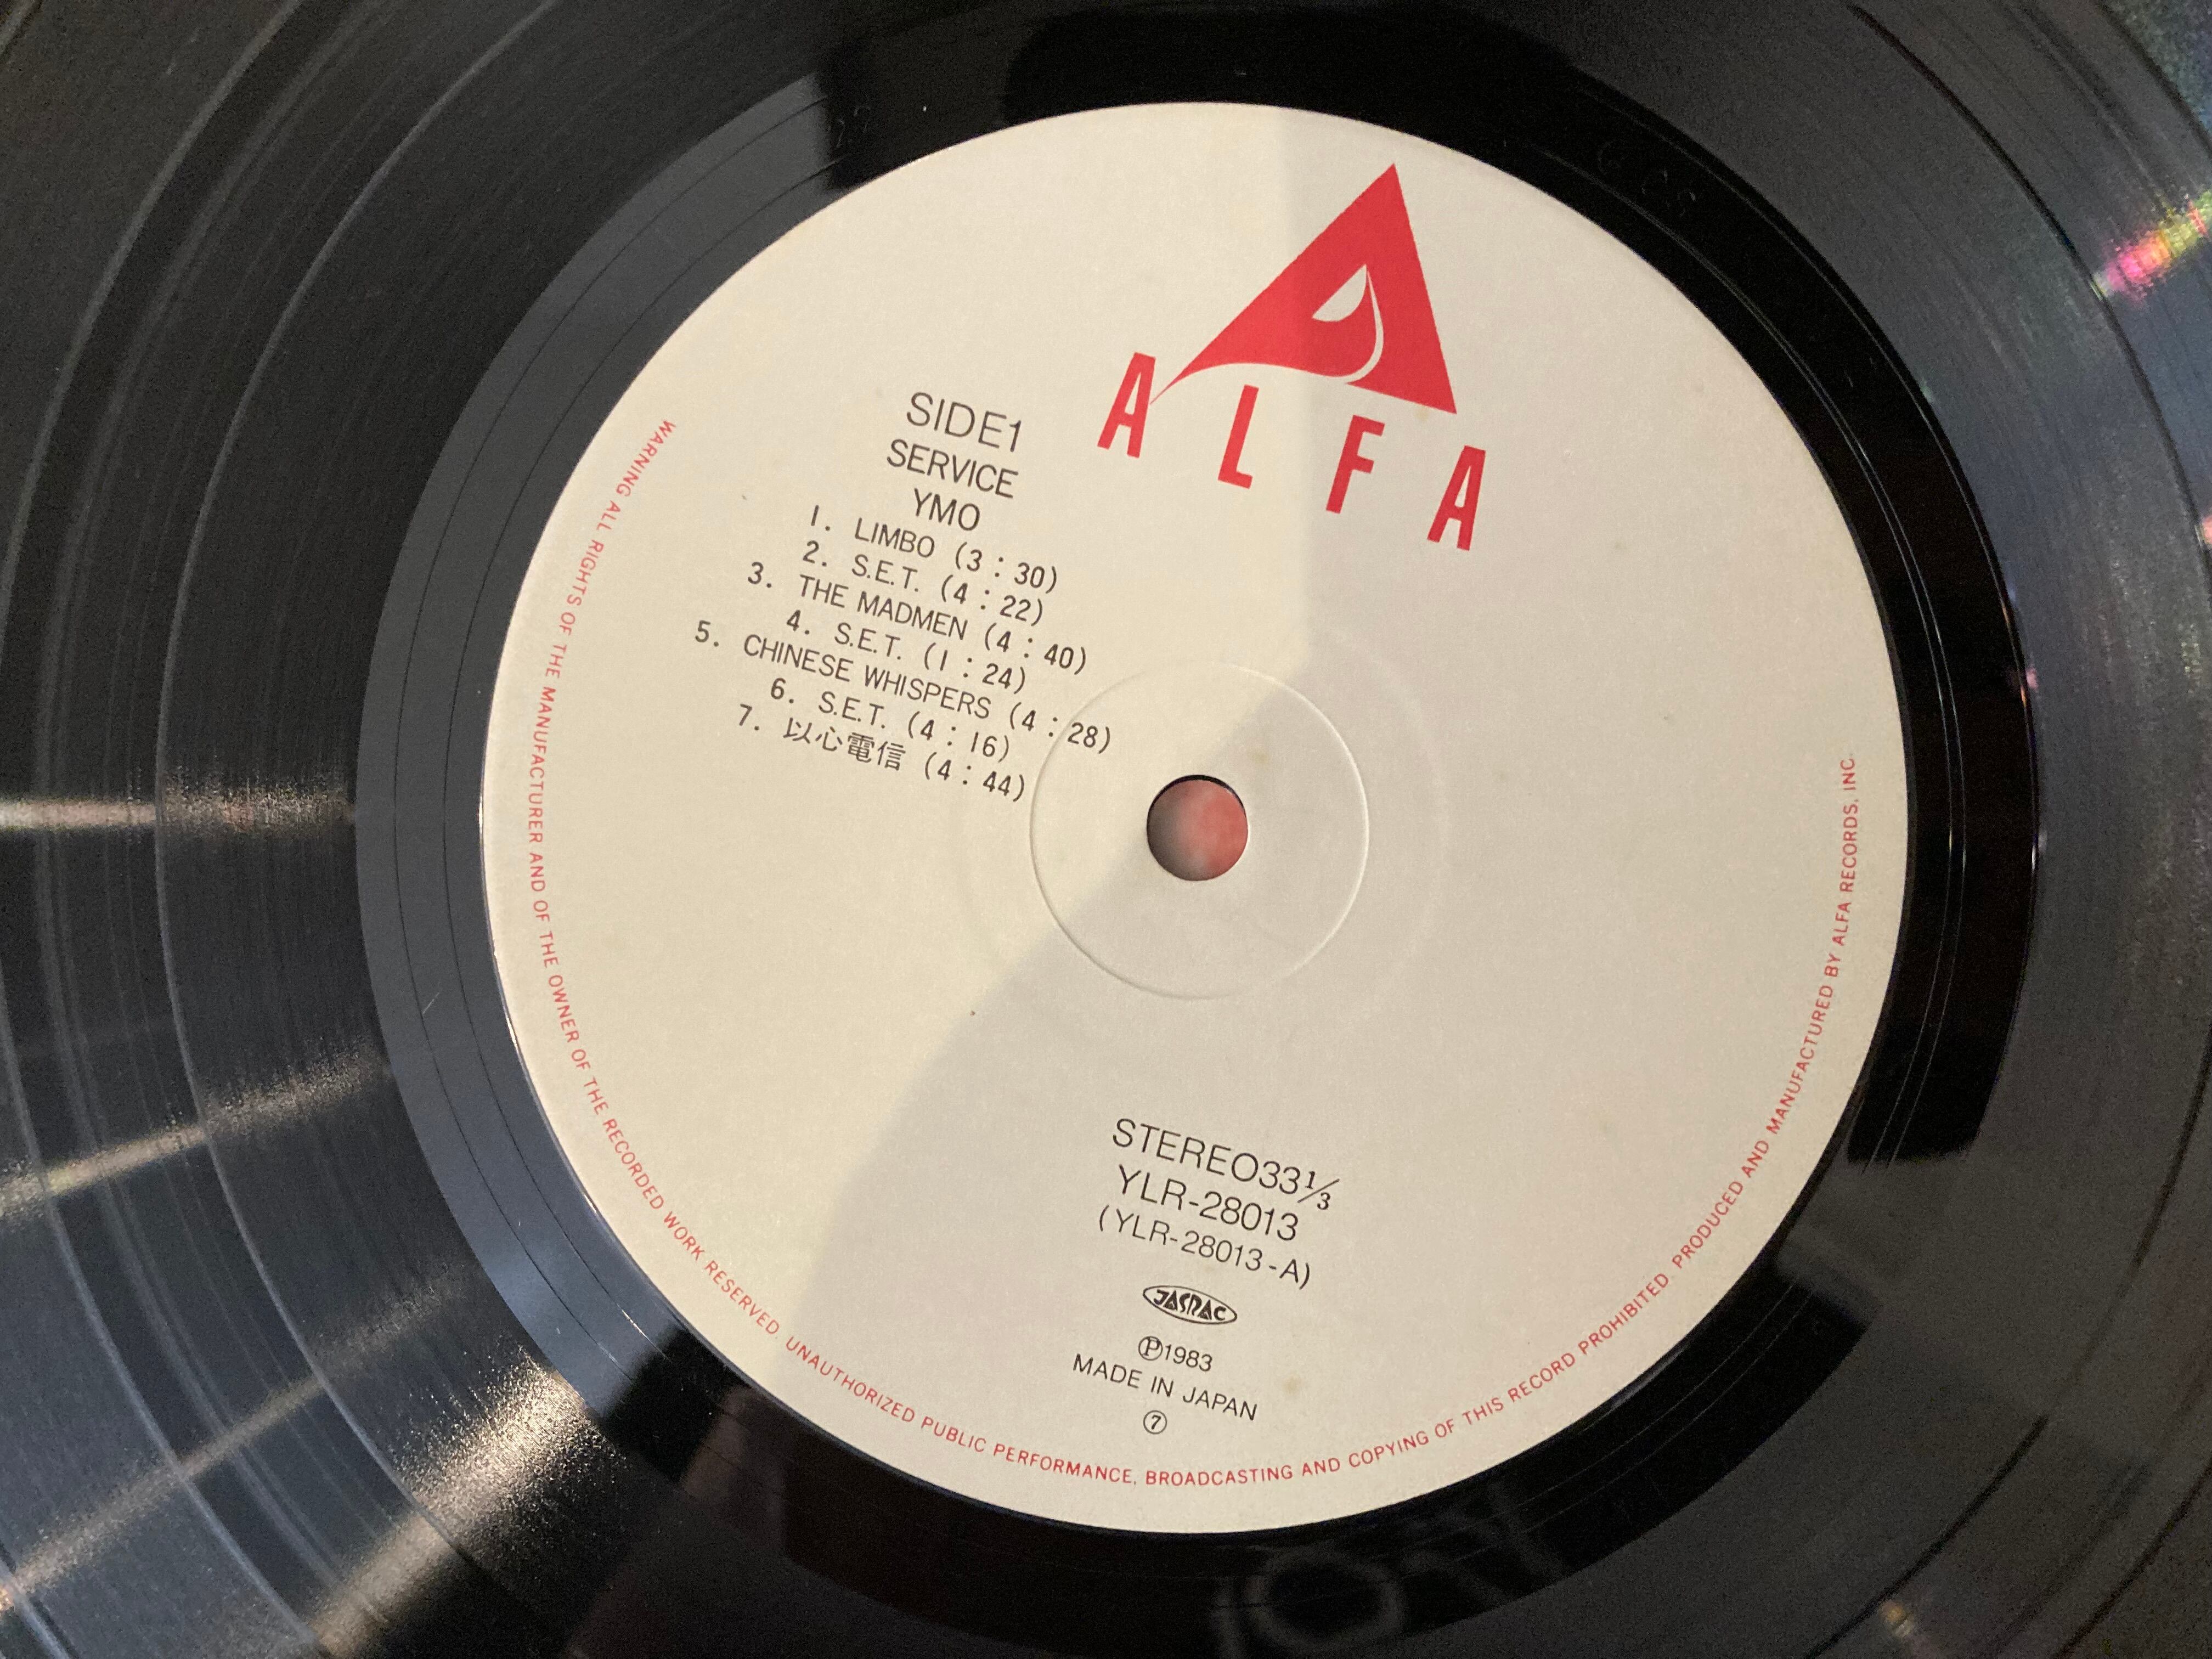 ALFA
SIDE1
SERVICE
YMO
1. LIMBO (3:30)
2. S.E.T. (4:22)
3. THE MADMEN (4:40)
4. S.E.T. (1:24)
5. CHINESE WHISPERS (4:28)
6. S.E.T. (4:16)
7. 以心電信 (4:44)
STEREO33⅓
YLR-28013
(YLR-28013-A)
JASRAC
Ⓟ1983
MADE IN JAPAN
⑦
WARNING ALL RIGHTS OF THE MANUFACTURER AND OF THE OWNER OF THE RECORDED WORK RESERVED. UNAUTHORIZED PUBLIC PERFORMANCE, BROADCASTING AND COPYING OF THIS RECORD PROHIBITED. PRODUCED AND MANUFACTURED BY ALFA RECORDS, INC.